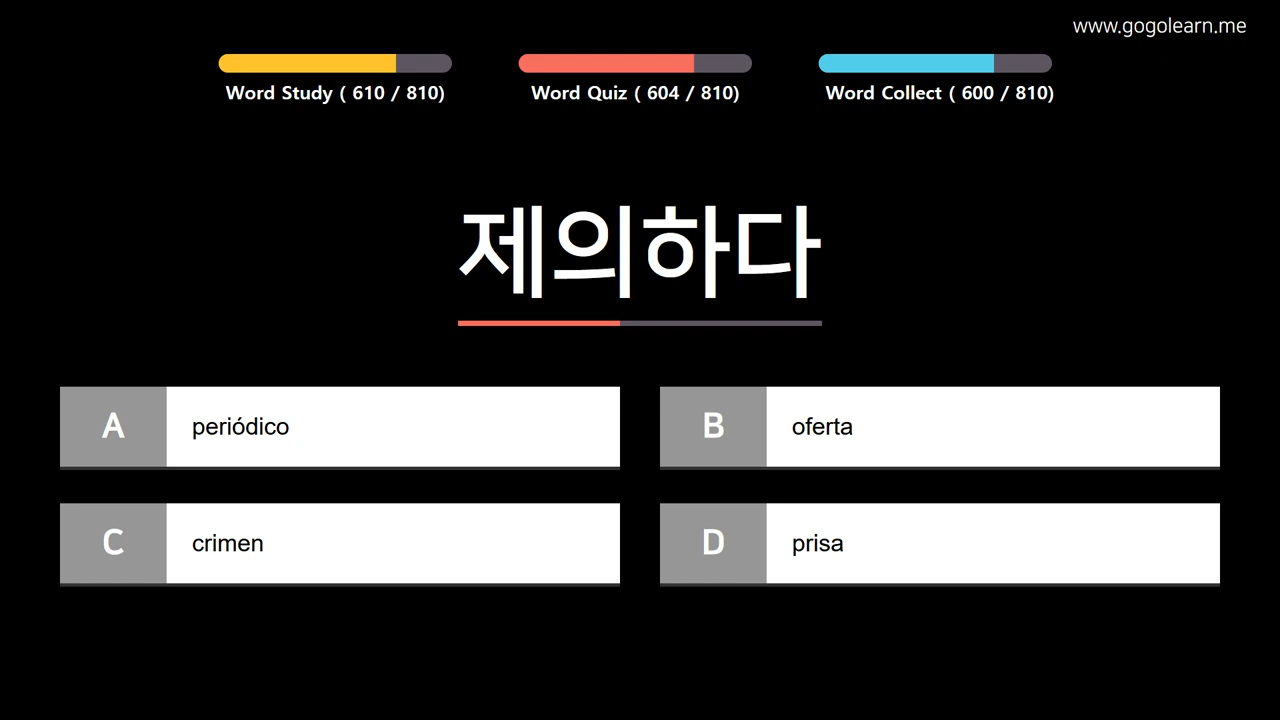 www.gogolearn.me
Word Study ( 610 / 810)
Word Quiz ( 604 / 810)
Word Collect ( 600 / 810)
제의하다
A periódico
B oferta
C crimen
D prisa